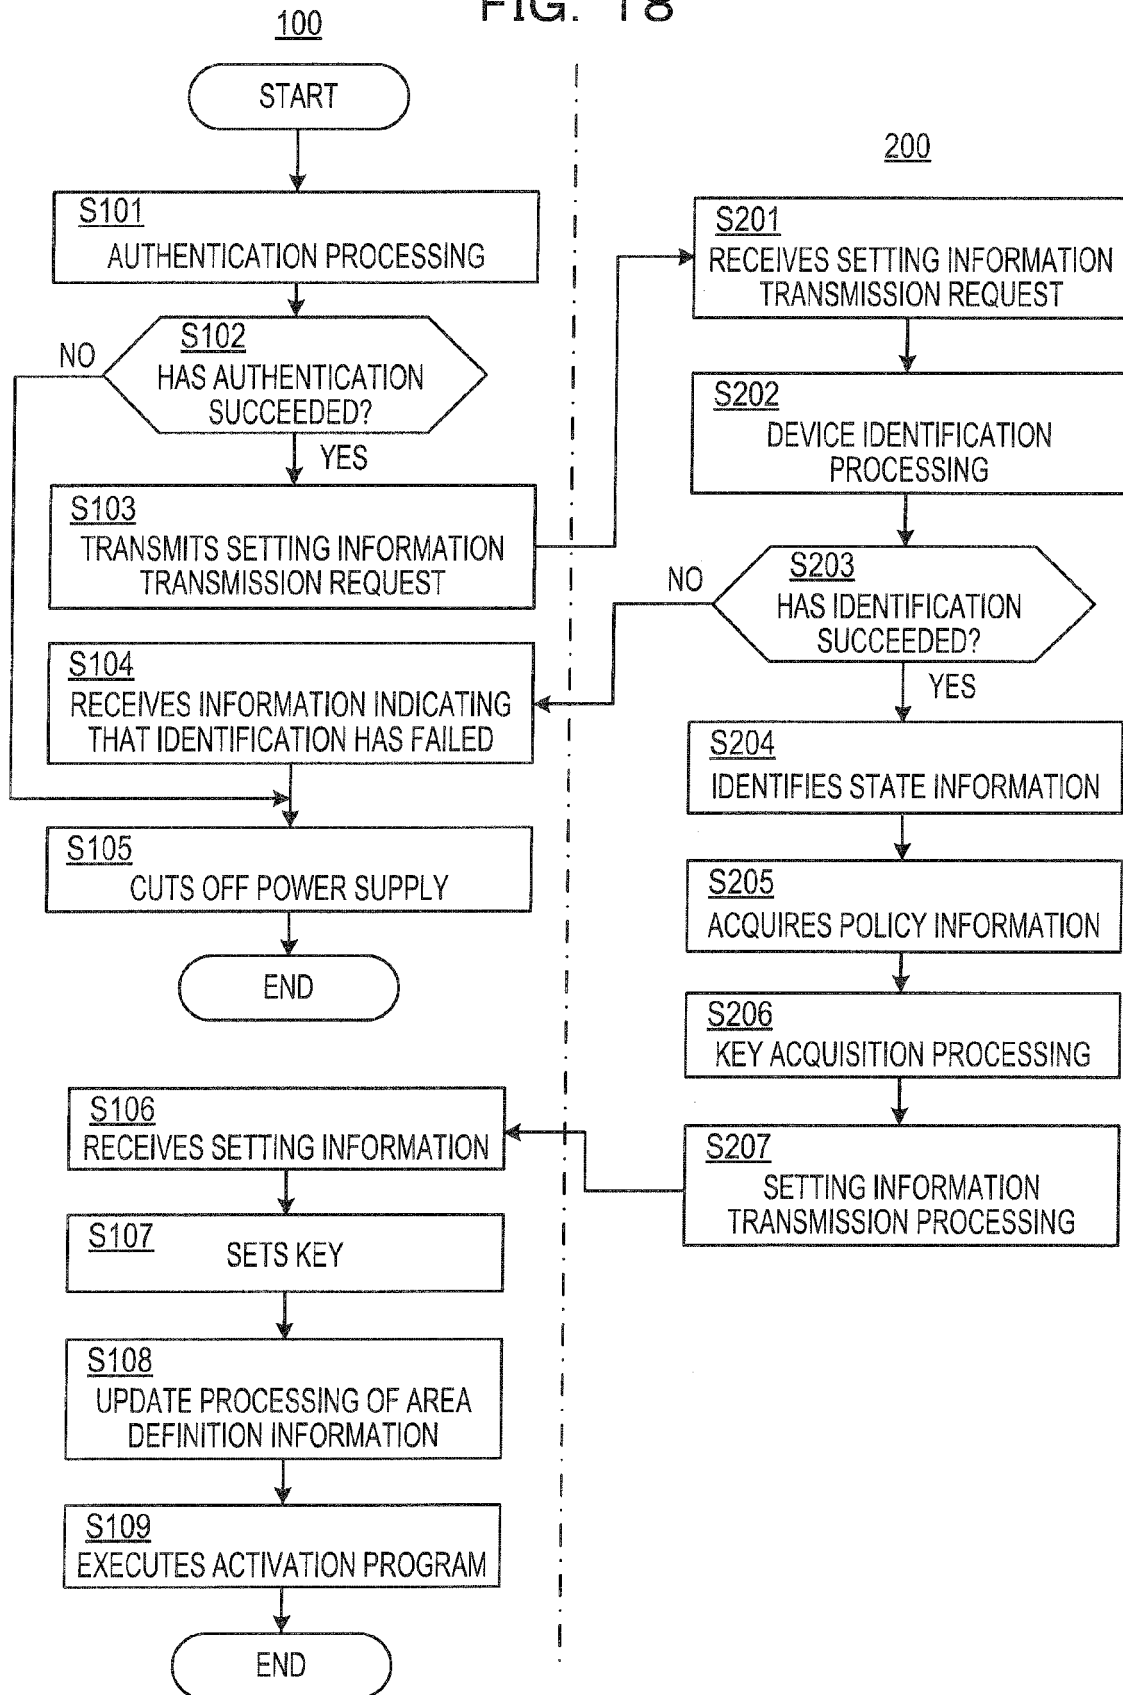 FIG. 18
100
START
S101
AUTHENTICATION PROCESSING
S102
HAS AUTHENTICATION
SUCCEEDED?
NO
YES
S103
TRANSMITS SETTING INFORMATION
TRANSMISSION REQUEST
S104
RECEIVES INFORMATION INDICATING
THAT IDENTIFICATION HAS FAILED
S105
CUTS OFF POWER SUPPLY
END
S106
RECEIVES SETTING INFORMATION
S107
SETS KEY
S108
UPDATE PROCESSING OF AREA
DEFINITION INFORMATION
S109
EXECUTES ACTIVATION PROGRAM
END
200
S201
RECEIVES SETTING INFORMATION
TRANSMISSION REQUEST
S202
DEVICE IDENTIFICATION
PROCESSING
S203
HAS IDENTIFICATION
SUCCEEDED?
NO
YES
S204
IDENTIFIES STATE INFORMATION
S205
ACQUIRES POLICY INFORMATION
S206
KEY ACQUISITION PROCESSING
S207
SETTING INFORMATION
TRANSMISSION PROCESSING